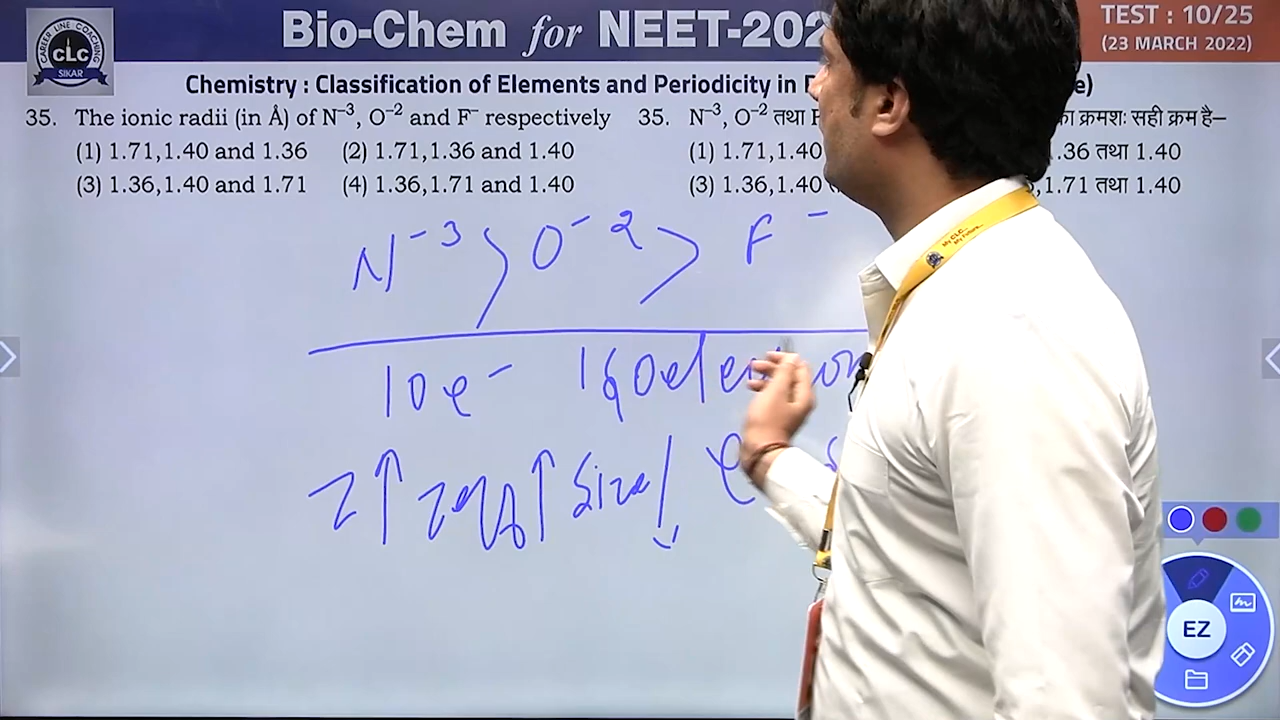 CAREER LINE COACHING
CLC
SIKAR
Bio-Chem for NEET-202
TEST : 10/25
(23 MARCH 2022)
Chemistry : Classification of Elements and Periodicity in P e)
35. The ionic radii (in Å) of N⁻³, O⁻² and F⁻ respectively
(1) 1.71,1.40 and 1.36 (2) 1.71,1.36 and 1.40
(3) 1.36,1.40 and 1.71 (4) 1.36,1.71 and 1.40
35. N⁻³, O⁻² तथा F का क्रमशः सही क्रम है–
(1) 1.71,1.40 .36 तथा 1.40
(3) 1.36,1.40 ,1.71 तथा 1.40
N⁻³ > O⁻² > F⁻
10e⁻ Isoelectron
Z↑ Zeff↑ Size↓ e
My CLC...
My Future...
EZ